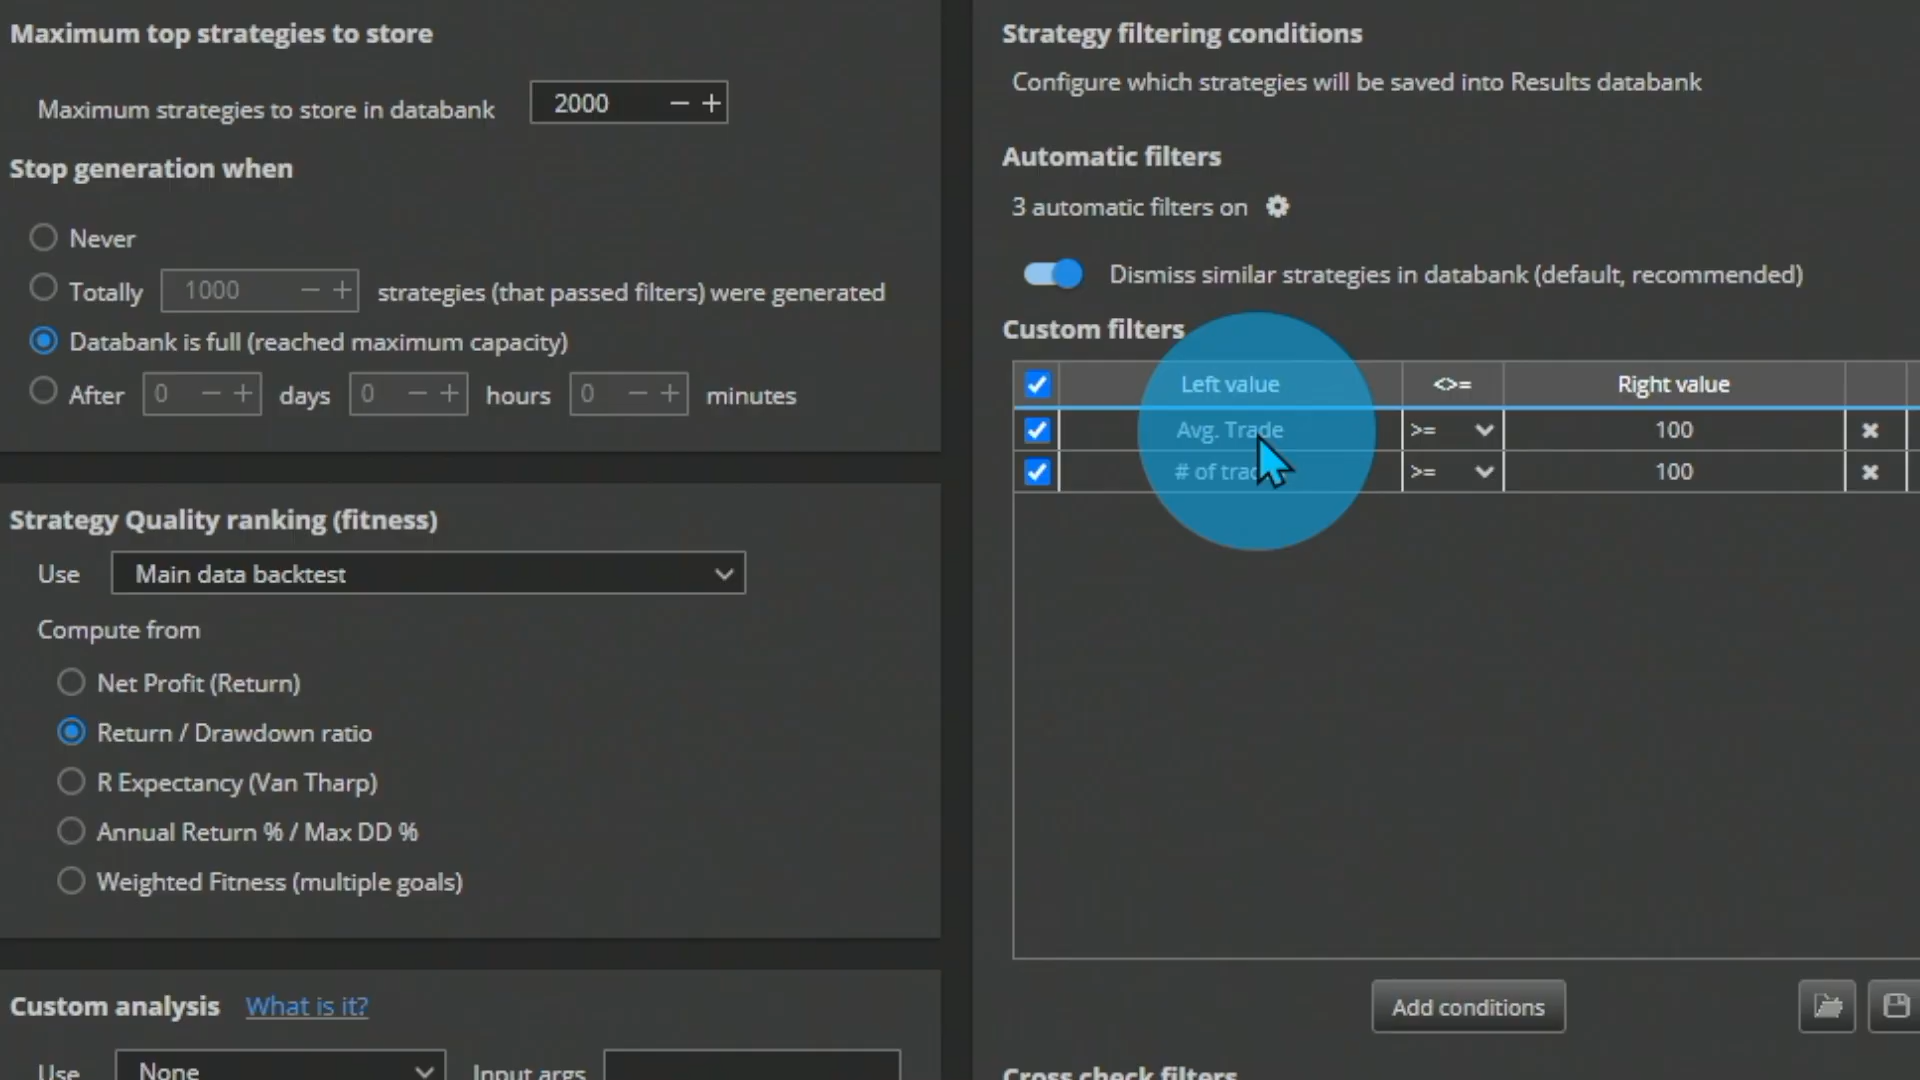 Maximum top strategies to store
Maximum strategies to store in databank 2000 − +
Stop generation when
Never
Totally 1000 − + strategies (that passed filters) were generated
Databank is full (reached maximum capacity)
After 0 − + days 0 − + hours 0 − + minutes
Strategy Quality ranking (fitness)
Use Main data backtest
Compute from
Net Profit (Return)
Return / Drawdown ratio
R Expectancy (Van Tharp)
Annual Return % / Max DD %
Weighted Fitness (multiple goals)
Custom analysis What is it?
Use None Input args
Strategy filtering conditions
Configure which strategies will be saved into Results databank
Automatic filters
3 automatic filters on
Dismiss similar strategies in databank (default, recommended)
Custom filters
Left value <>= Right value
Avg. Trade >= 100
# of >= 100
Add conditions
Cross check filters